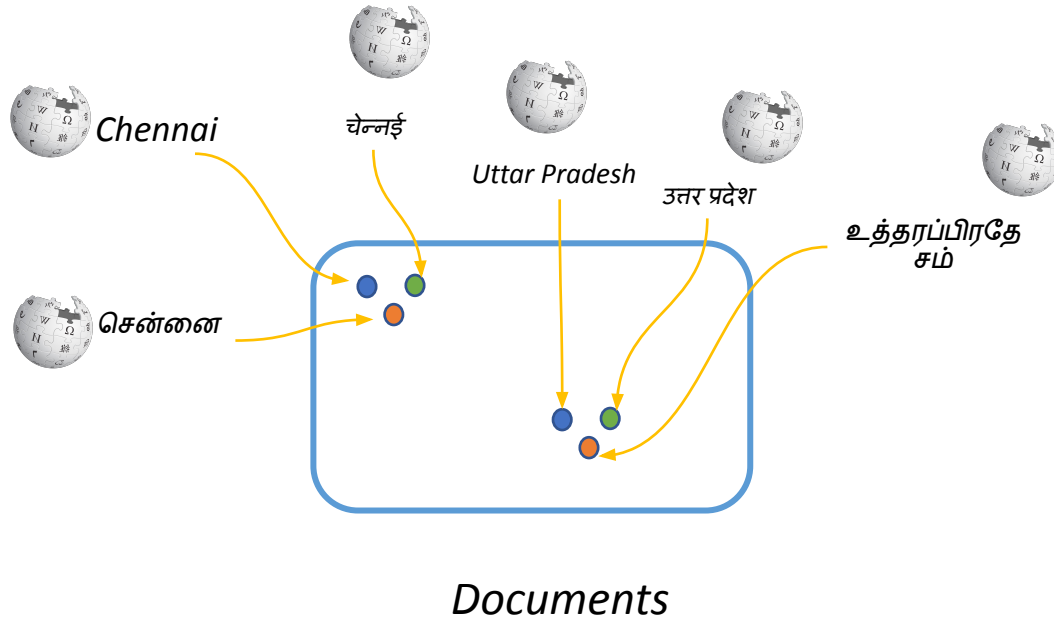 Chennai
चेन्नई
Uttar Pradesh
उत्तर प्रदेश
உத்தரப்பிரதே
சம்
சென்னை
Documents